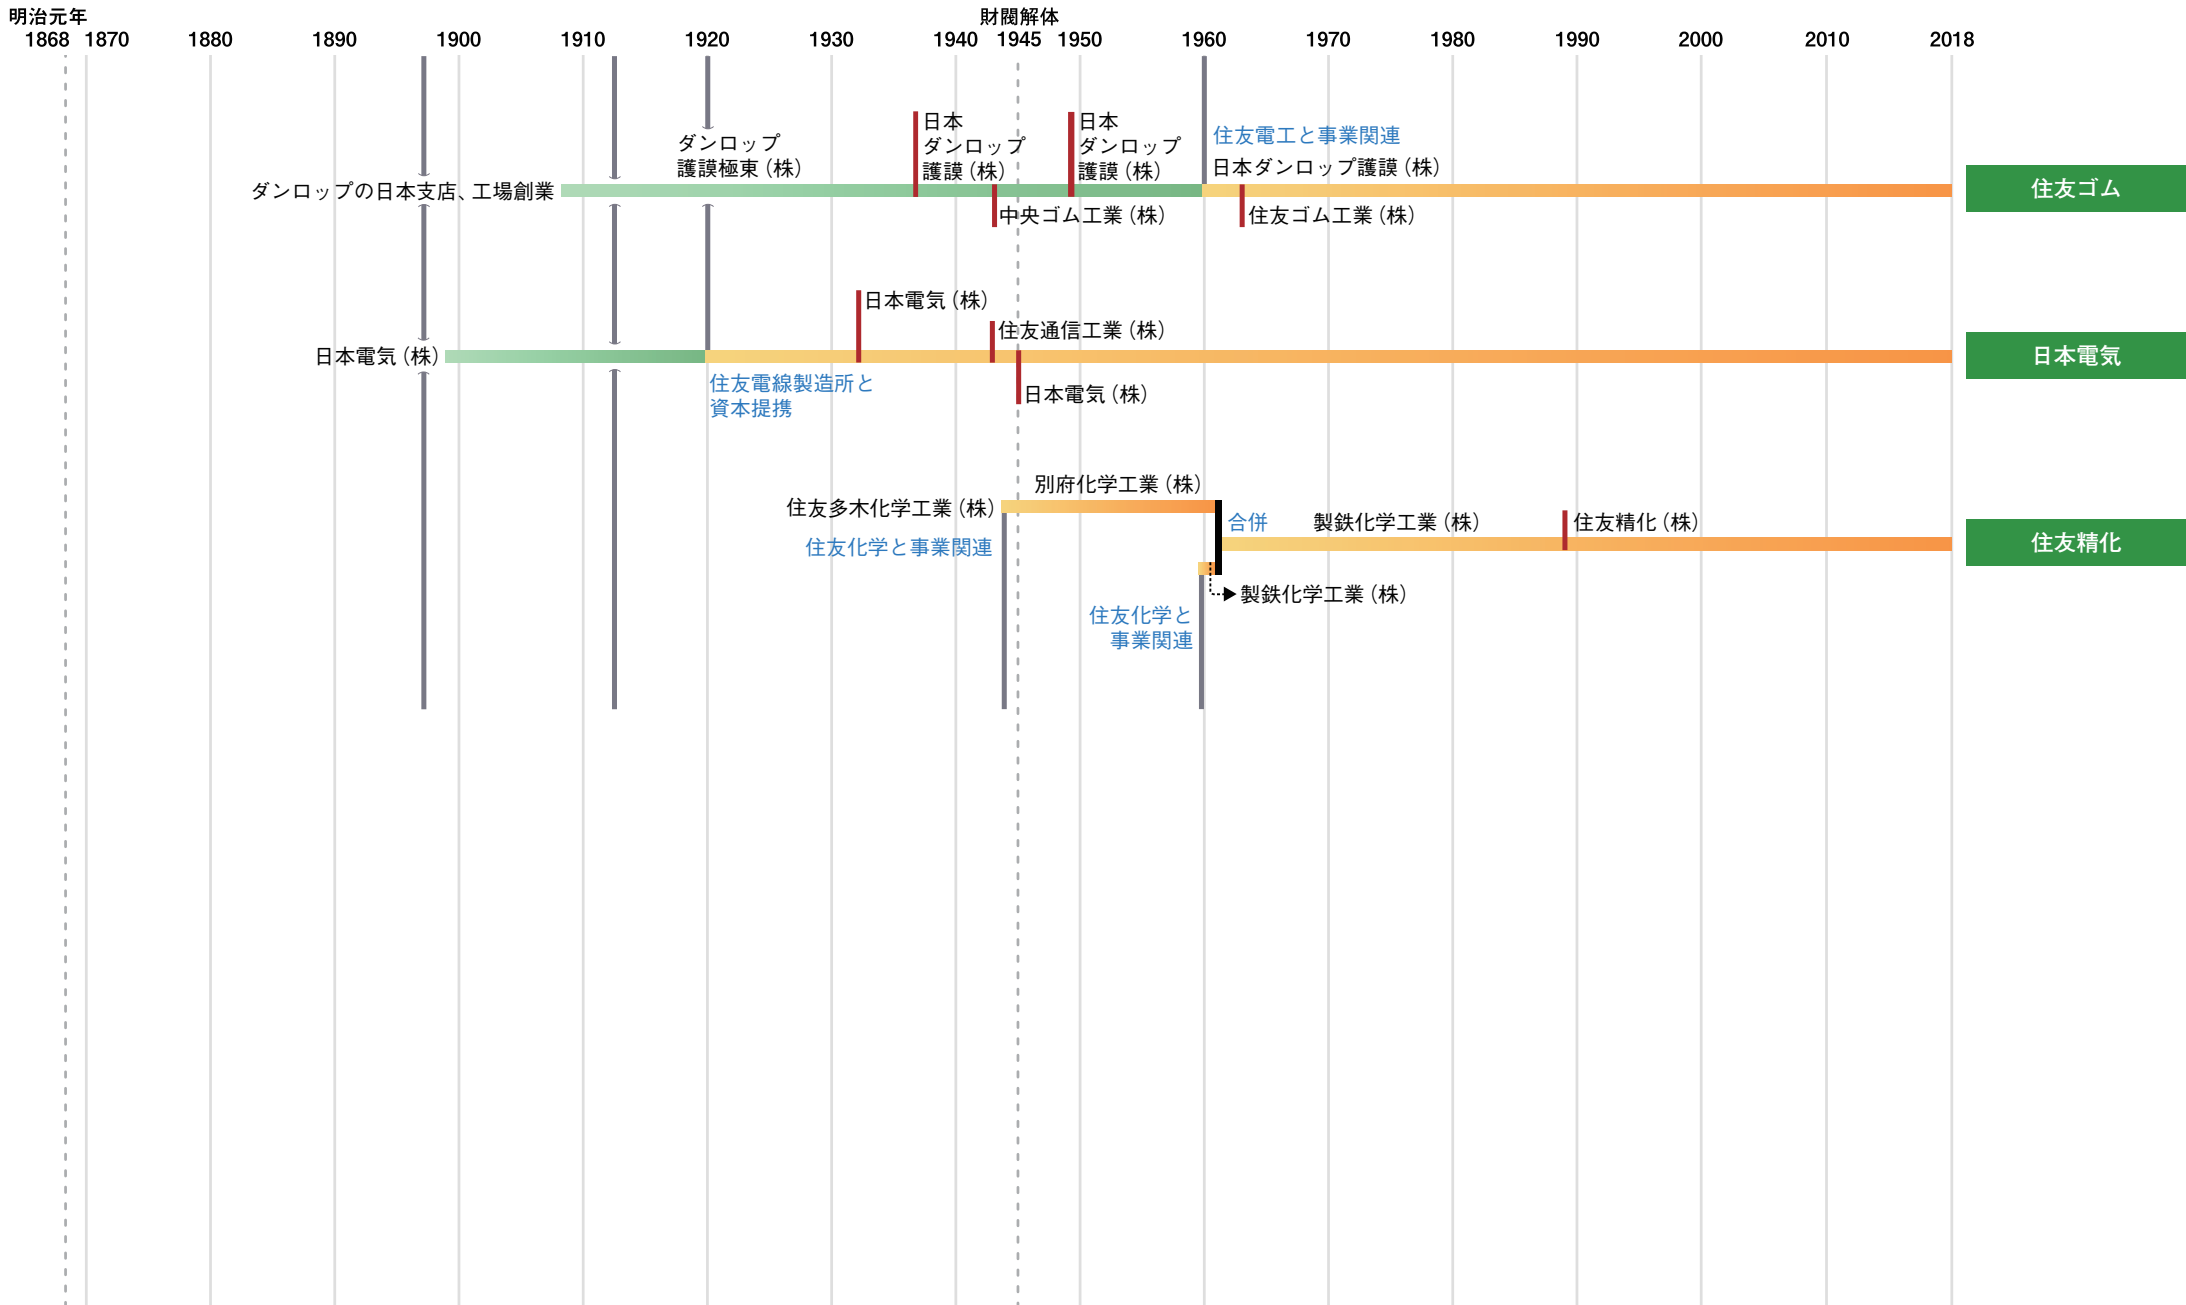 明治元年
財閥解体
1868 1870 1880 1890 1900 1910 1920 1930 1940 1945 1950 1960 1970 1980 1990 2000 2010 2018
ダンロップの日本支店、工場創業
ダンロップ
護謨極東（株）
日本
ダンロップ
護謨（株）
中央ゴム工業（株）
日本
ダンロップ
護謨（株）
住友電工と事業関連
日本ダンロップ護謨（株）
住友ゴム工業（株）
住友ゴム
日本電気（株）
住友電線製造所と
資本提携
日本電気（株）
住友通信工業（株）
日本電気（株）
日本電気
住友多木化学工業（株）
住友化学と事業関連
別府化学工業（株）
合併
製鉄化学工業（株）
住友精化（株）
製鉄化学工業（株）
住友化学と
事業関連
住友精化